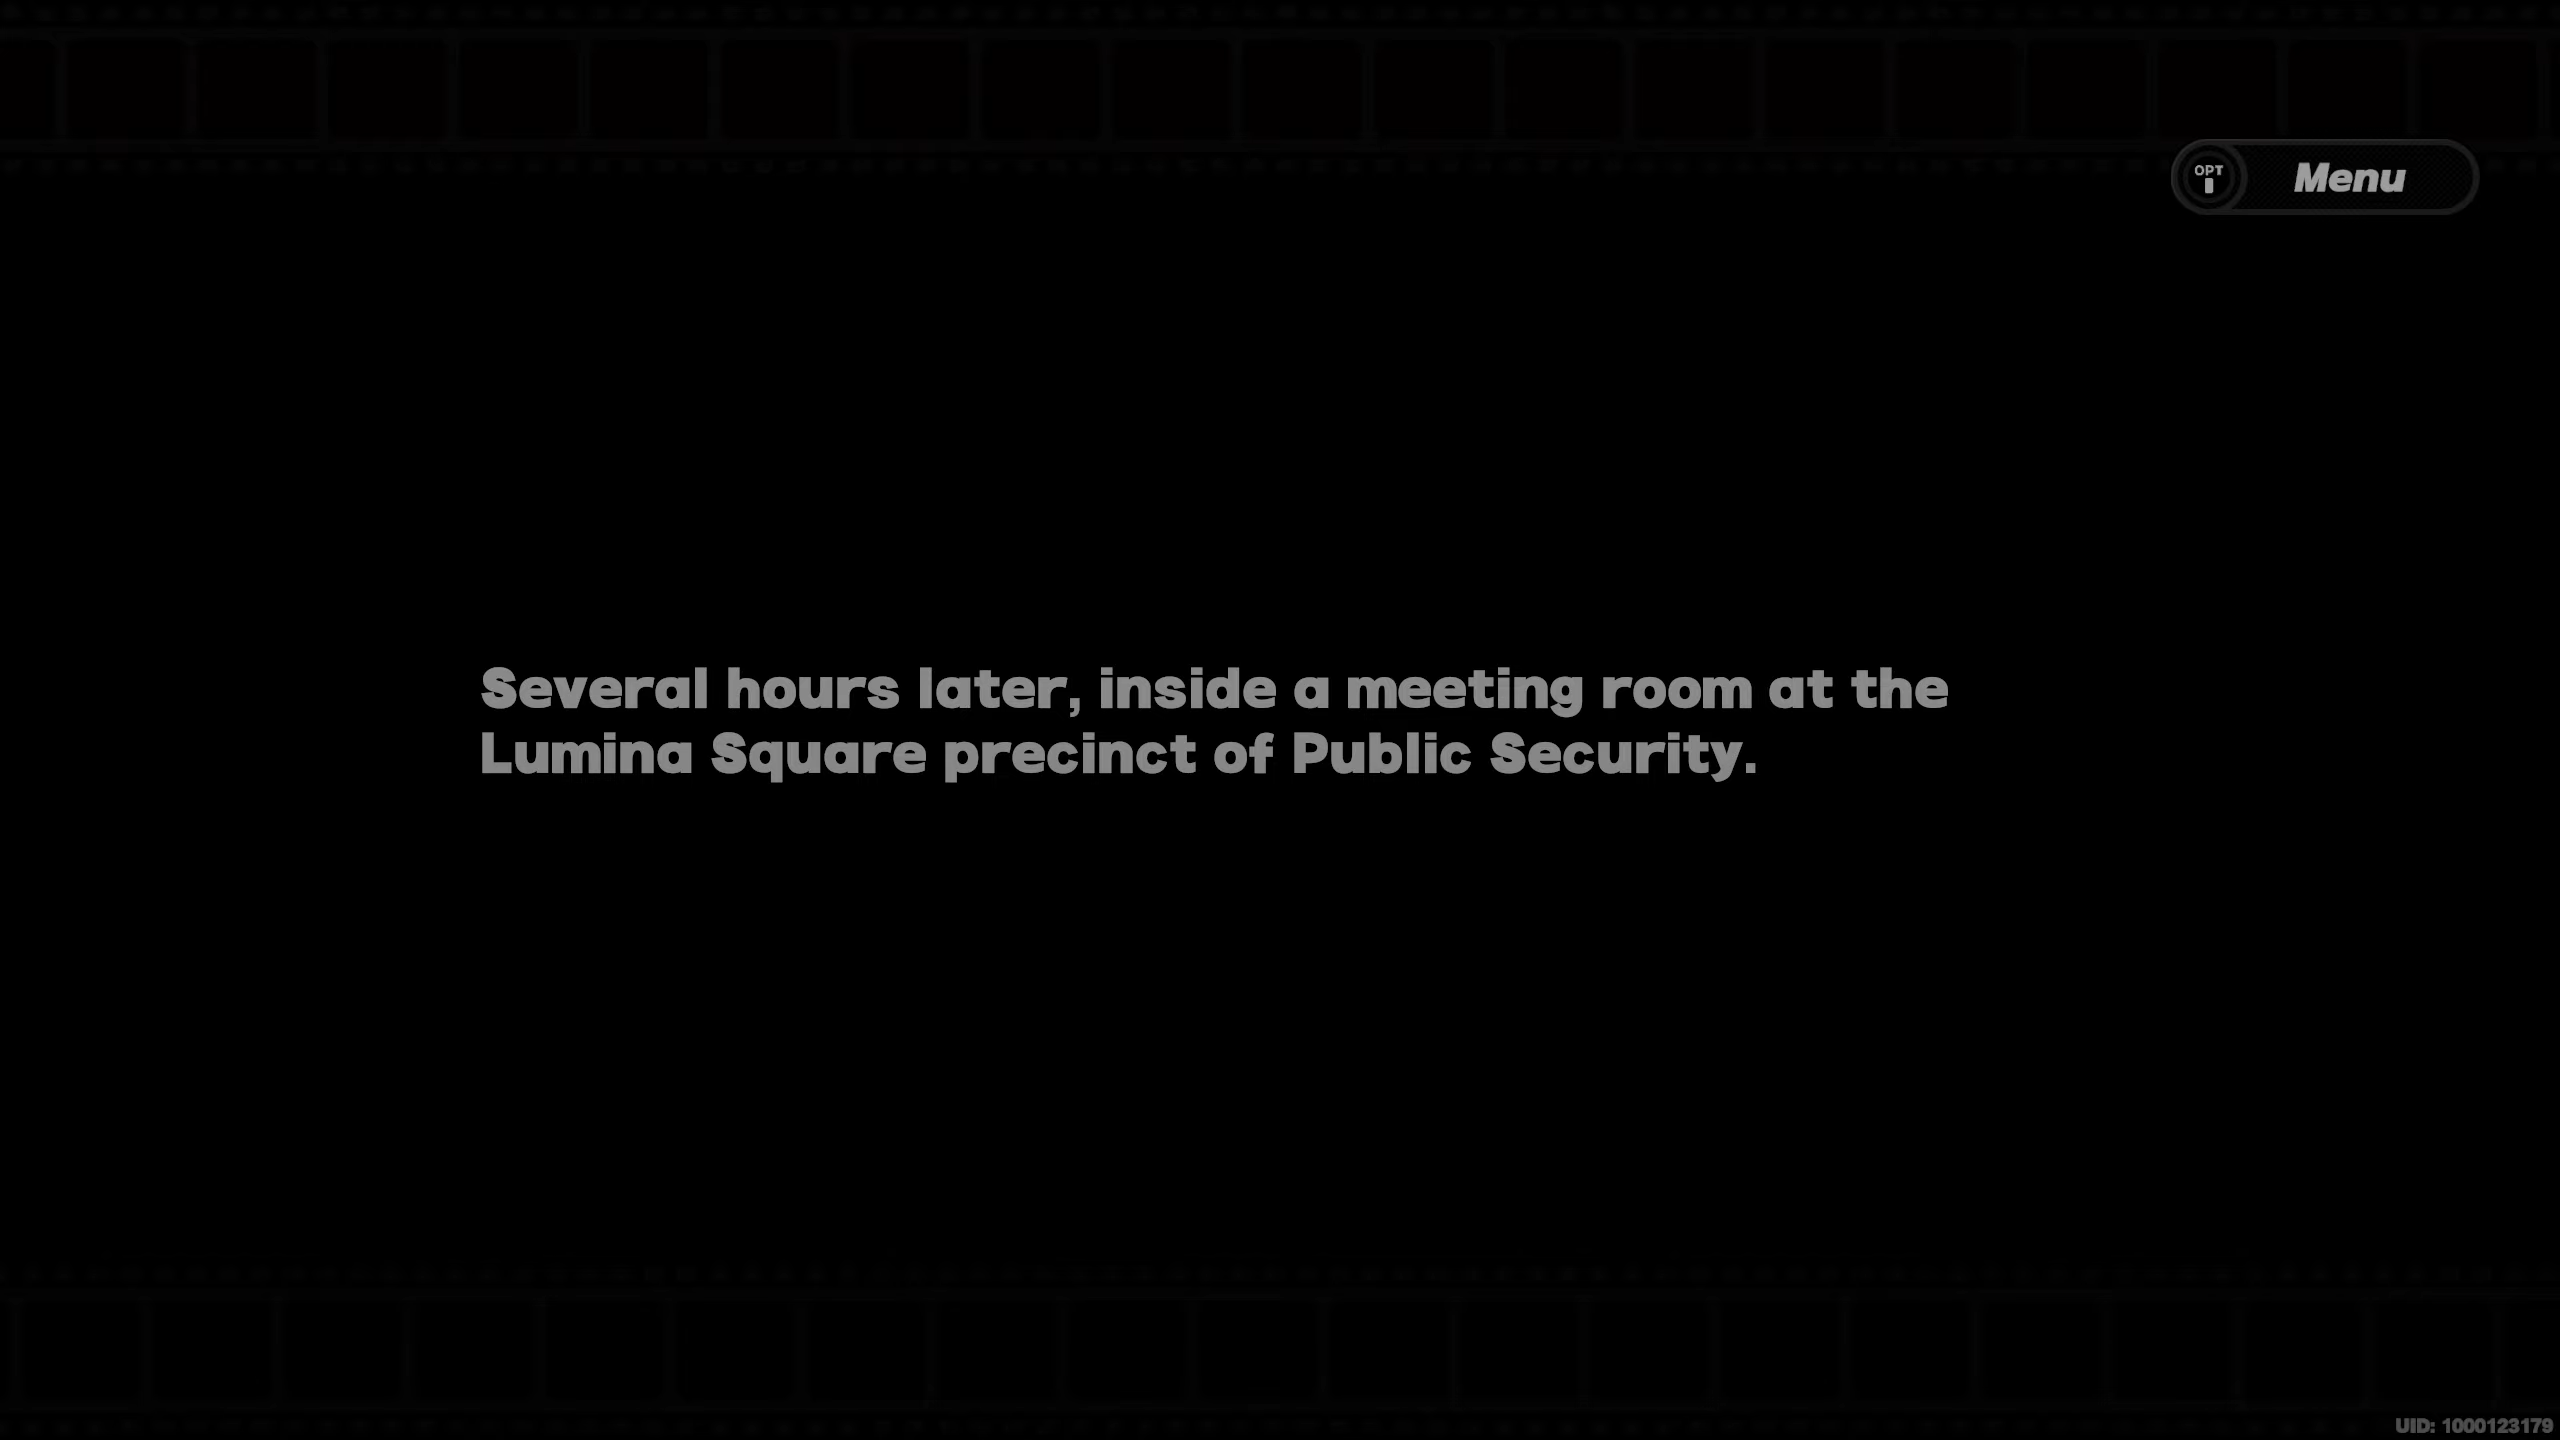 OPT
Menu
Several hours later, inside a meeting room at the
Lumina Square precinct of Public Security.
UID: 1000123179